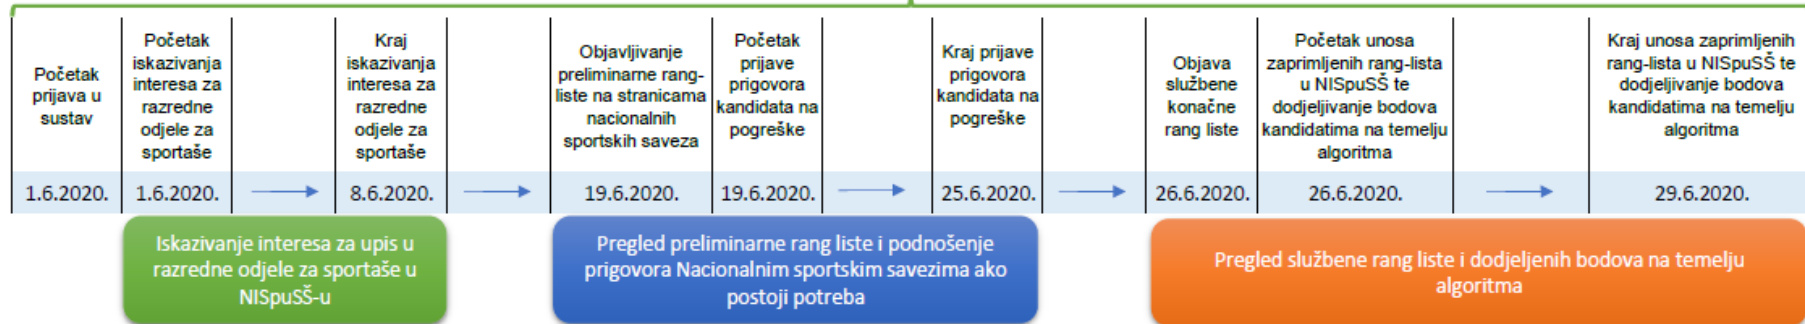 Početak
prijava u
sustav
Početak
iskazivanja
interesa za
razredne
odjele za
sportaše
Kraj
iskazivanja
interesa za
razredne
odjele za
sportaše
Objavljivanje
preliminarne rang-
liste na stranicama
nacionalnih
sportskih saveza
Početak
prijave
prigovora
kandidata na
pogreške
Kraj prijave
prigovora
kandidata na
pogreške
Objava
službene
konačne
rang liste
Početak unosa
zaprimljenih rang-lista
u NISpuSŠ te
dodjeljivanje bodova
kandidatima na temelju
algoritma
Kraj unosa zaprimljenih
rang-lista u NISpuSŠ te
dodjeljivanje bodova
kandidatima na temelju
algoritma
1.6.2020.
1.6.2020.
8.6.2020.
19.6.2020.
19.6.2020.
25.6.2020.
26.6.2020.
26.6.2020.
29.6.2020.
Iskazivanje interesa za upis u
razredne odjele za sportaše u
NISpuSŠ-u
Pregled preliminarne rang liste i podnošenje
prigovora Nacionalnim sportskim savezima ako
postoji potreba
Pregled službene rang liste i dodjeljenih bodova na temelju
algoritma